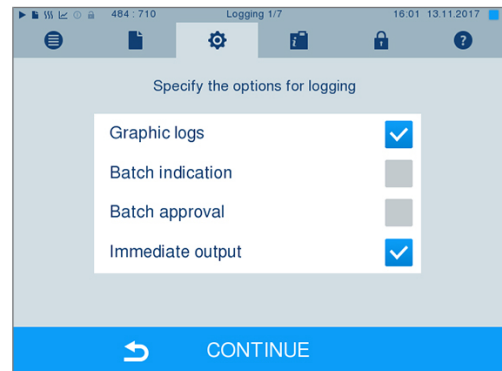 484 : 710 Logging 1/7 16:01 13.11.2017
Specify the options for logging
Graphic logs
Batch indication
Batch approval
Immediate output
CONTINUE